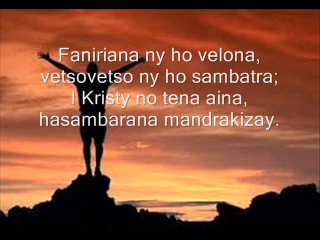 Faniriana ny ho velona,
vetsovetso ny ho sambatra;
I Kristy no tena aina,
hasambarana mandrakizay.